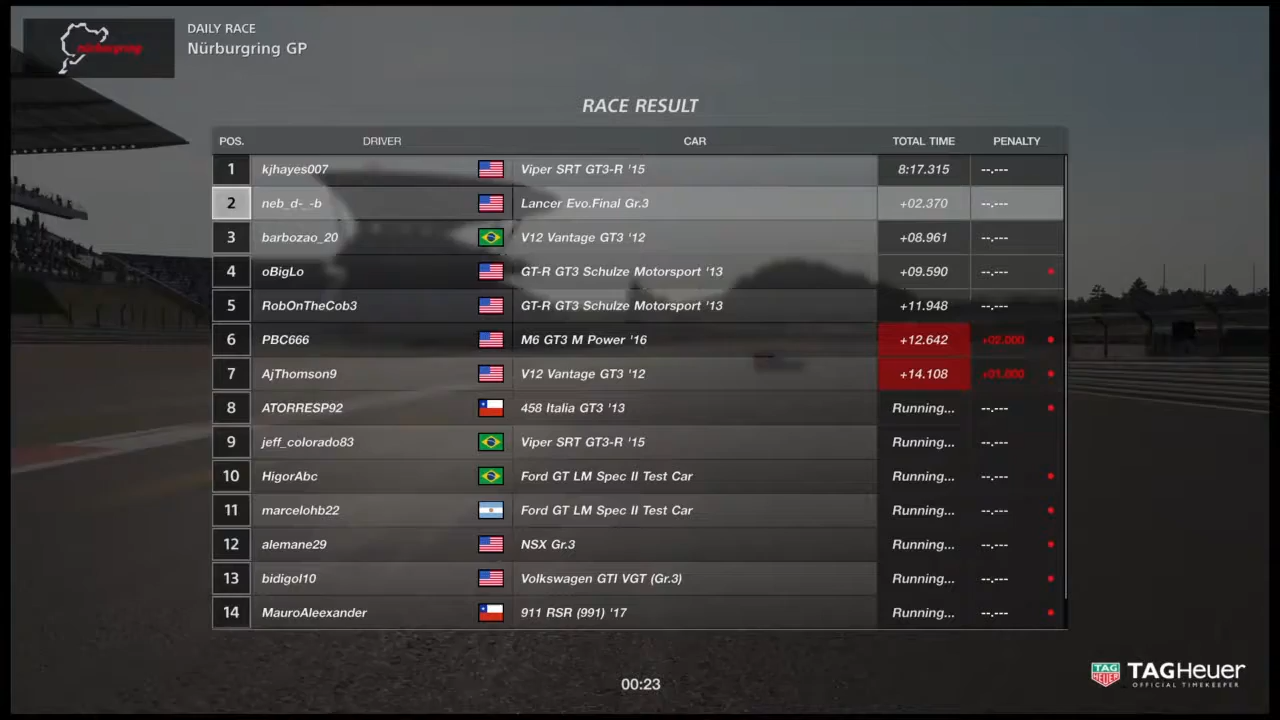 nürburgring
DAILY RACE
Nürburgring GP
RACE RESULT
POS. DRIVER CAR TOTAL TIME PENALTY
1 kjhayes007 Viper SRT GT3-R '15 8:17.315 --.---
2 neb_d-_-b Lancer Evo.Final Gr.3 +02.370 --.---
3 barbozao_20 V12 Vantage GT3 '12 +08.961 --.---
4 oBigLo GT-R GT3 Schulze Motorsport '13 +09.590 --.---
5 RobOnTheCob3 GT-R GT3 Schulze Motorsport '13 +11.948 --.---
6 PBC666 M6 GT3 M Power '16 +12.642 +02.000
7 AjThomson9 V12 Vantage GT3 '12 +14.108 +01.000
8 ATORRESP92 458 Italia GT3 '13 Running... --.---
9 jeff_colorado83 Viper SRT GT3-R '15 Running... --.---
10 HigorAbc Ford GT LM Spec II Test Car Running... --.---
11 marcelohb22 Ford GT LM Spec II Test Car Running... --.---
12 alemane29 NSX Gr.3 Running... --.---
13 bidigol10 Volkswagen GTI VGT (Gr.3) Running... --.---
14 MauroAleexander 911 RSR (991) '17 Running... --.---
00:23
TAG HEUER TAGHeuer
OFFICIAL TIMEKEEPER